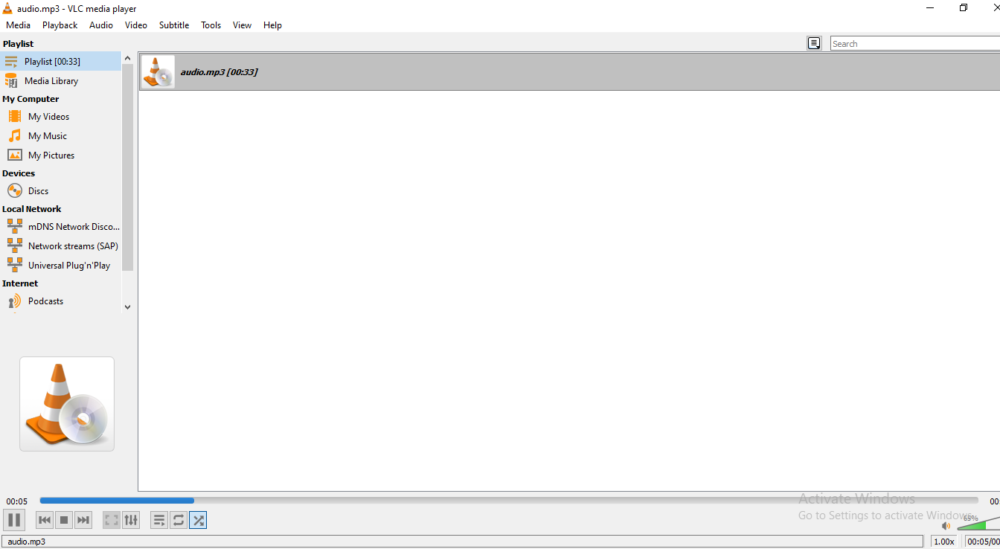 audio.mp3 - VLC media player
Media Playback Audio Video Subtitle Tools View Help
Playlist
Search
Playlist [00:33]
audio.mp3 [00:33]
Media Library
My Computer
My Videos
My Music
My Pictures
Devices
Discs
Local Network
mDNS Network Disco...
Network streams (SAP)
Universal Plug'n'Play
Internet
Podcasts
00:05
00:
Activate Windows
Go to Settings to activate Windows.
65%
audio.mp3
1.00x
00:05/00